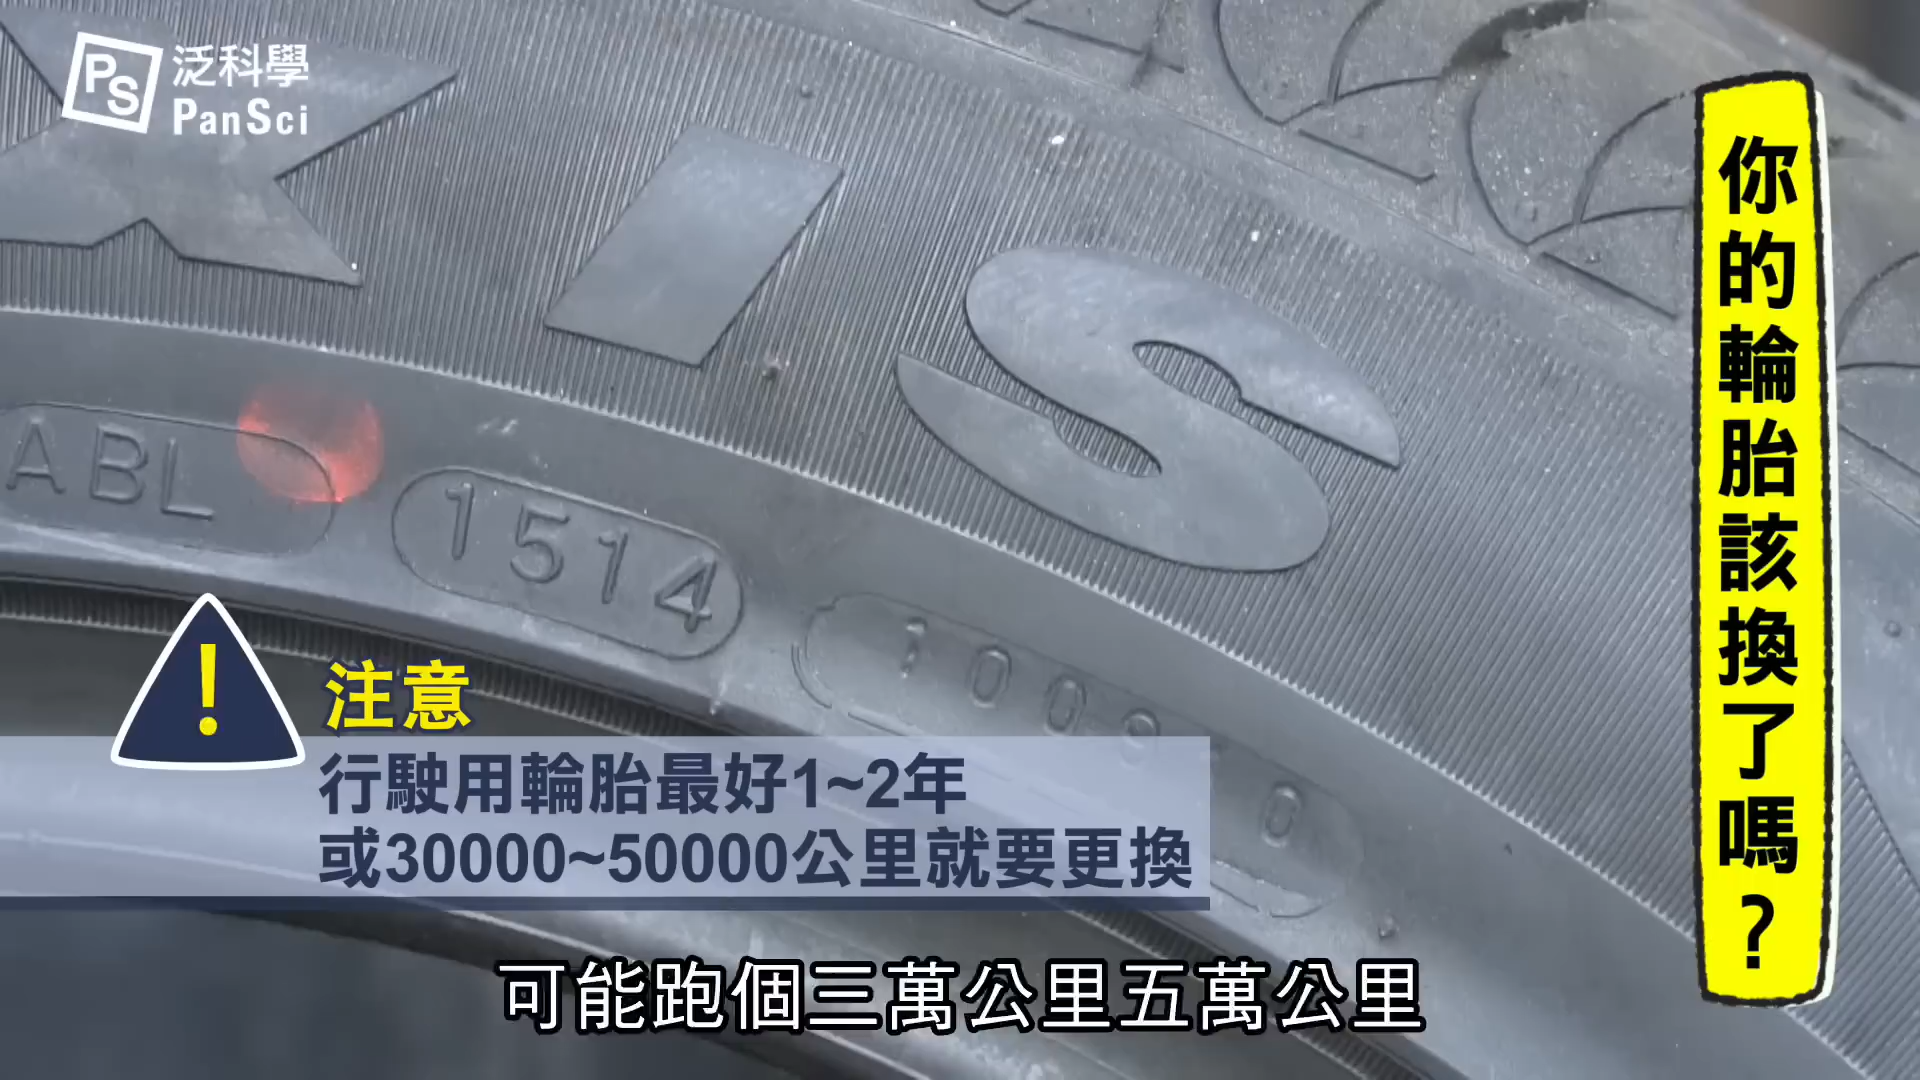 PS 泛科學
PanSci
XIS
ABL
1514
注意
行駛用輪胎最好1~2年
或30000~50000公里就要更換
可能跑個三萬公里五萬公里
你的輪胎該換了嗎?